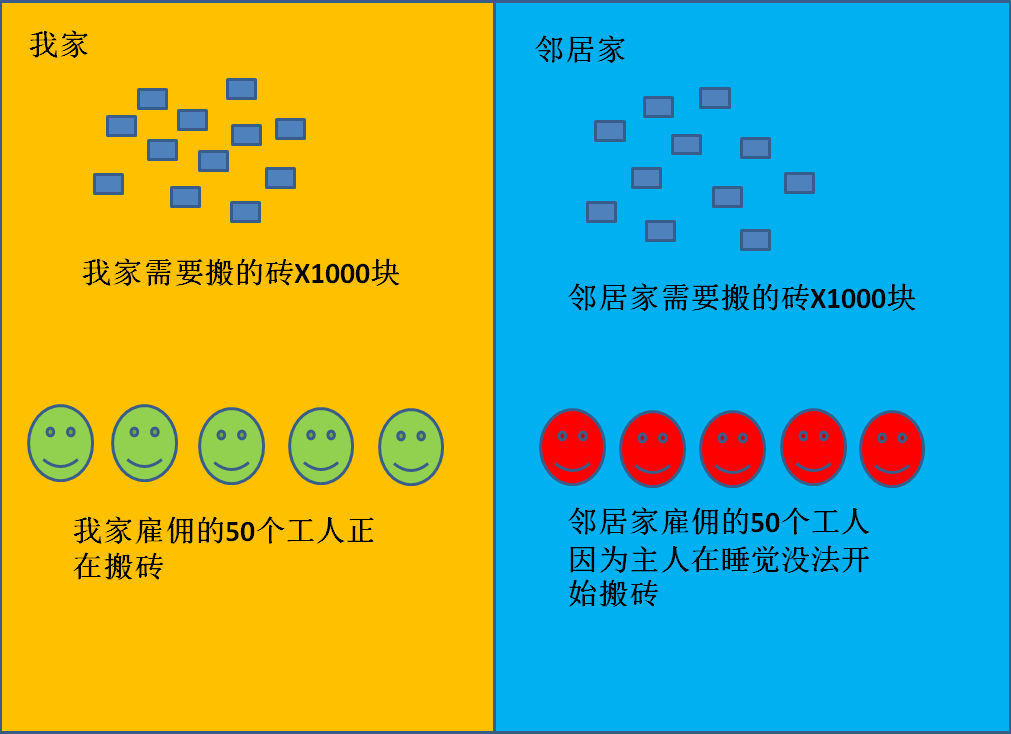 我家
我家需要搬的砖X1000块
我家雇佣的50个工人正
在搬砖
邻居家
邻居家需要搬的砖X1000块
邻居家雇佣的50个工人
因为主人在睡觉没法开
始搬砖